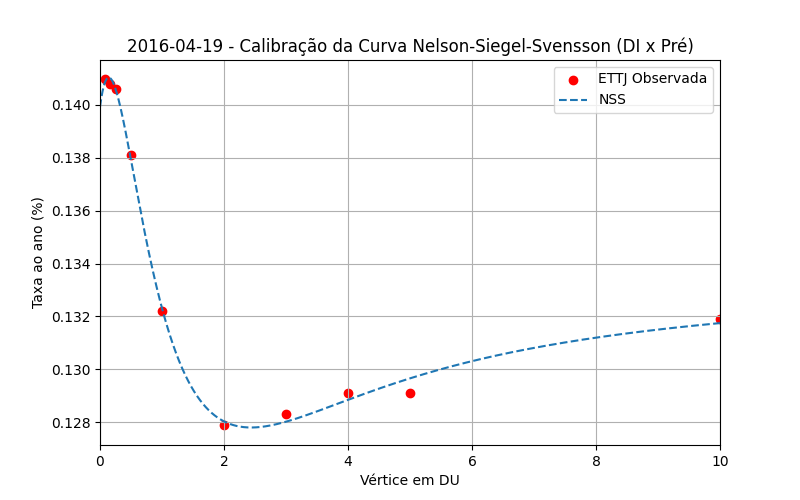 2016-04-19 - Calibração da Curva Nelson-Siegel-Svensson (DI x Pré)
ETTJ Observada
NSS
Taxa ao ano (%)
0.140
0.138
0.136
0.134
0.132
0.130
0.128
0 2 4 6 8 10
Vértice em DU